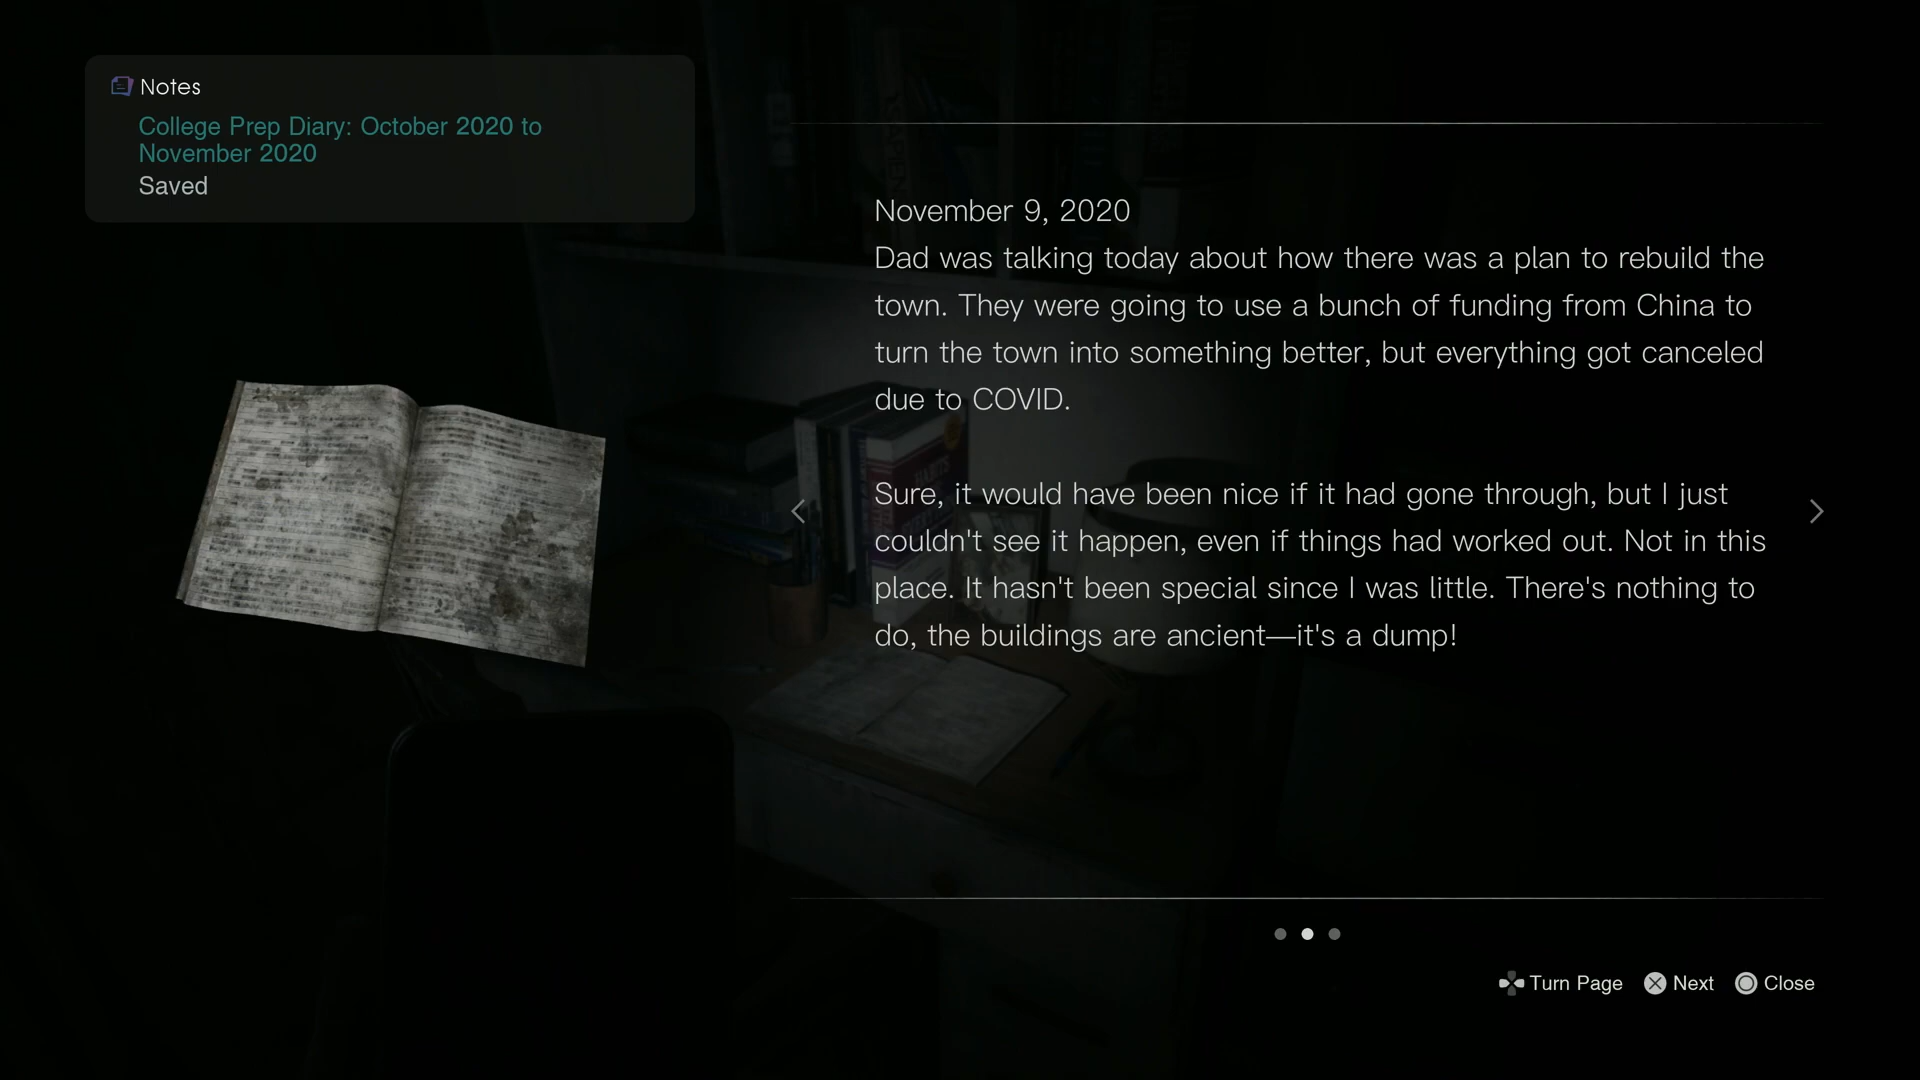 Notes
College Prep Diary: October 2020 to
November 2020
Saved
November 9, 2020
Dad was talking today about how there was a plan to rebuild the
town. They were going to use a bunch of funding from China to
turn the town into something better, but everything got canceled
due to COVID.
Sure, it would have been nice if it had gone through, but I just
couldn't see it happen, even if things had worked out. Not in this
place. It hasn't been special since I was little. There's nothing to
do, the buildings are ancient—it's a dump!
HABITS
Turn Page
Next
Close